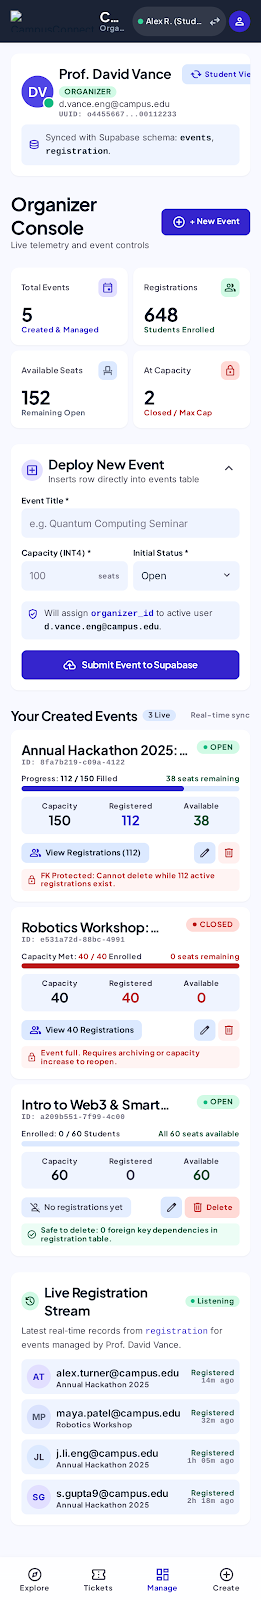 C...
Orga...
Alex R. (Stud...
DV
Prof. David Vance
Student Vie
ORGANIZER
d.vance.eng@campus.edu
UUID: o4455667...00112233
Synced with Supabase schema: events,
registration.
Organizer
Console
+ New Event
Live telemetry and event controls
Total Events
5
Created & Managed
Registrations
648
Students Enrolled
Available Seats
152
Remaining Open
At Capacity
2
Closed / Max Cap
Deploy New Event
Inserts row directly into events table
Event Title *
e.g. Quantum Computing Seminar
Capacity (INT4) *
Initial Status *
100 seats
Open
Will assign organizer_id to active user
d.vance.eng@campus.edu.
Submit Event to Supabase
Your Created Events
3 Live
Real-time sync
Annual Hackathon 2025:...
OPEN
ID: 8fa7b219-c09a-4122
Progress: 112 / 150 Filled
38 seats remaining
Capacity Registered Available
150 112 38
View Registrations (112)
FK Protected: Cannot delete while 112 active
registrations exist.
Robotics Workshop:...
CLOSED
ID: e531a72d-88bc-4991
Capacity Met: 40 / 40 Enrolled
0 seats remaining
Capacity Registered Available
40 40 0
View 40 Registrations
Event full. Requires archiving or capacity
increase to reopen.
Intro to Web3 & Smart...
OPEN
ID: a209b551-7f99-4c00
Enrolled: 0 / 60 Students
All 60 seats available
Capacity Registered Available
60 0 60
No registrations yet
Delete
Safe to delete: 0 foreign key dependencies in
registration table.
Live Registration
Stream
Listening
Latest real-time records from registration for
events managed by Prof. David Vance.
AT
alex.turner@campus.edu
Annual Hackathon 2025
Registered
14m ago
MP
maya.patel@campus.edu
Robotics Workshop
Registered
32m ago
JL
j.li.eng@campus.edu
Annual Hackathon 2025
Registered
1h 05m ago
SG
s.gupta9@campus.edu
Annual Hackathon 2025
Registered
2h 18m ago
Explore
Tickets
Manage
Create